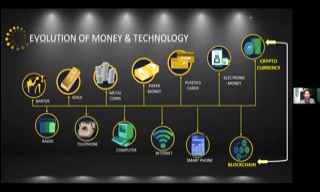 EVOLUTION OF MONEY & TECHNOLOGY
BARTER
GOLD
METAL
COINS
PAPER
MONEY
PLASTICS
CARDS
ELECTRONIC
MONEY
CRYPTO
CURRENCY
RADIO
TELEPHONE
COMPUTER
INTERNET
SMART PHONE
BLOCKCHAIN